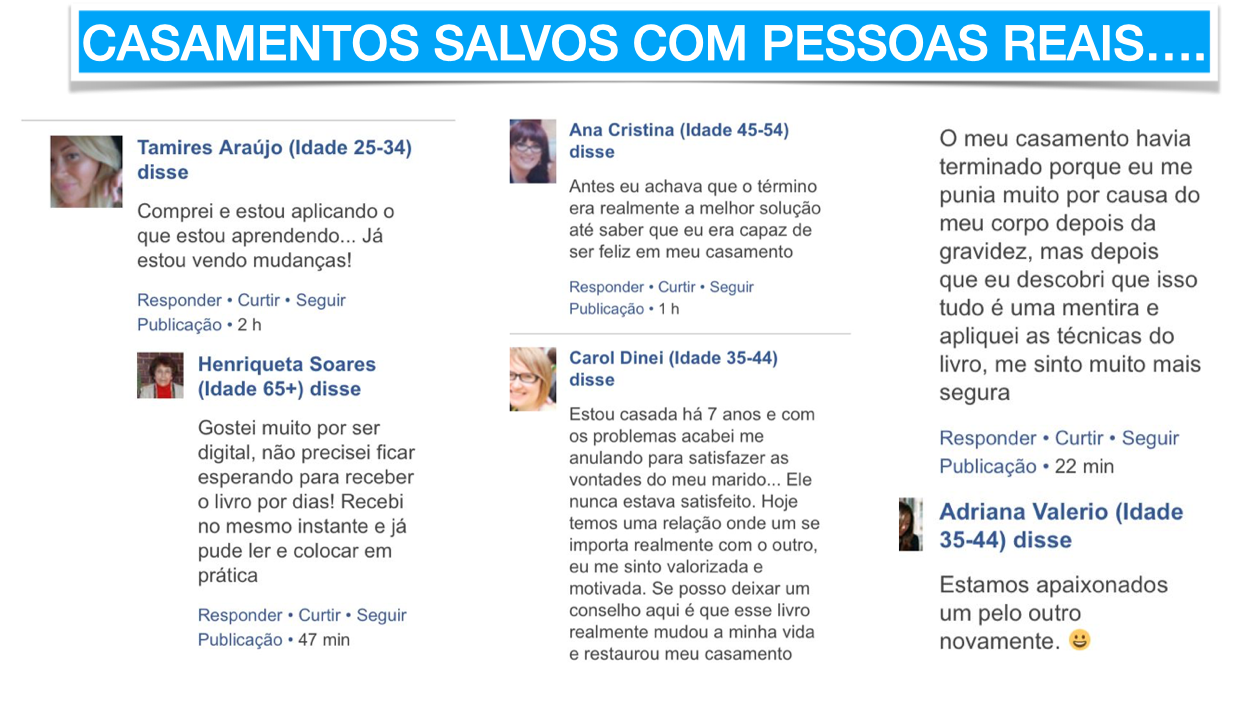 CASAMENTOS SALVOS COM PESSOAS REAIS....
Tamires Araújo (Idade 25-34)
disse
Comprei e estou aplicando o
que estou aprendendo... Já
estou vendo mudanças!
Responder • Curtir • Seguir
Publicação • 2 h
Henriqueta Soares
(Idade 65+) disse
Gostei muito por ser
digital, não precisei ficar
esperando para receber
o livro por dias! Recebi
no mesmo instante e já
pude ler e colocar em
prática
Responder • Curtir • Seguir
Publicação • 47 min
Ana Cristina (Idade 45-54)
disse
Antes eu achava que o término
era realmente a melhor solução
até saber que eu era capaz de
ser feliz em meu casamento
Responder • Curtir • Seguir
Publicação • 1 h
Carol Dinei (Idade 35-44)
disse
Estou casada há 7 anos e com
os problemas acabei me
anulando para satisfazer as
vontades do meu marido... Ele
nunca estava satisfeito. Hoje
temos uma relação onde um se
importa realmente com o outro,
eu me sinto valorizada e
motivada. Se posso deixar um
conselho aqui é que esse livro
realmente mudou a minha vida
e restaurou meu casamento
O meu casamento havia
terminado porque eu me
punia muito por causa do
meu corpo depois da
gravidez, mas depois
que eu descobri que isso
tudo é uma mentira e
apliquei as técnicas do
livro, me sinto muito mais
segura
Responder • Curtir • Seguir
Publicação • 22 min
Adriana Valerio (Idade
35-44) disse
Estamos apaixonados
um pelo outro
novamente. 😀